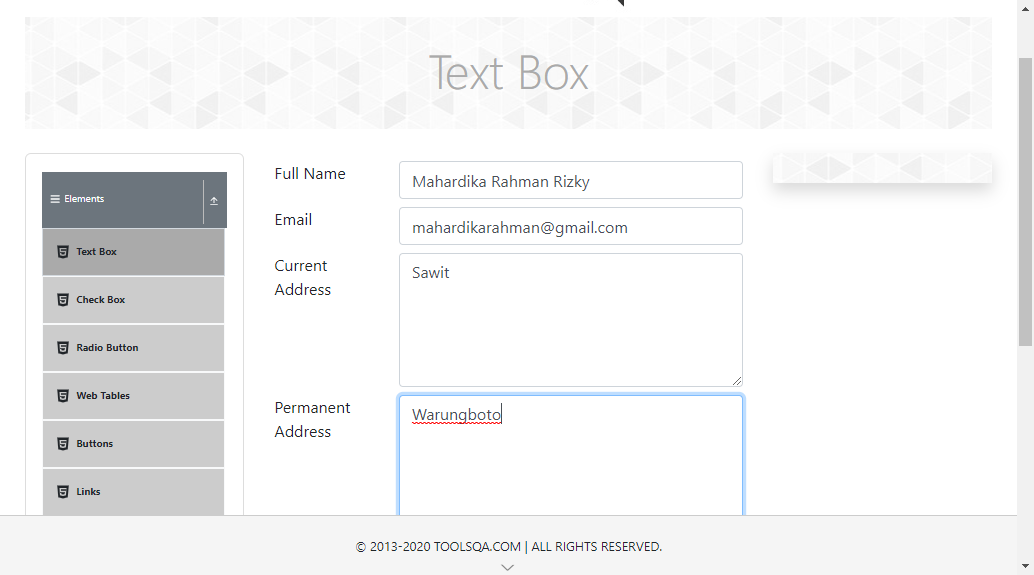 Text Box
Elements
Text Box
Check Box
Radio Button
Web Tables
Buttons
Links
Full Name
Mahardika Rahman Rizky
Email
mahardikarahman@gmail.com
Current
Address
Sawit
Permanent
Address
Warungboto
© 2013-2020 TOOLSQA.COM | ALL RIGHTS RESERVED.